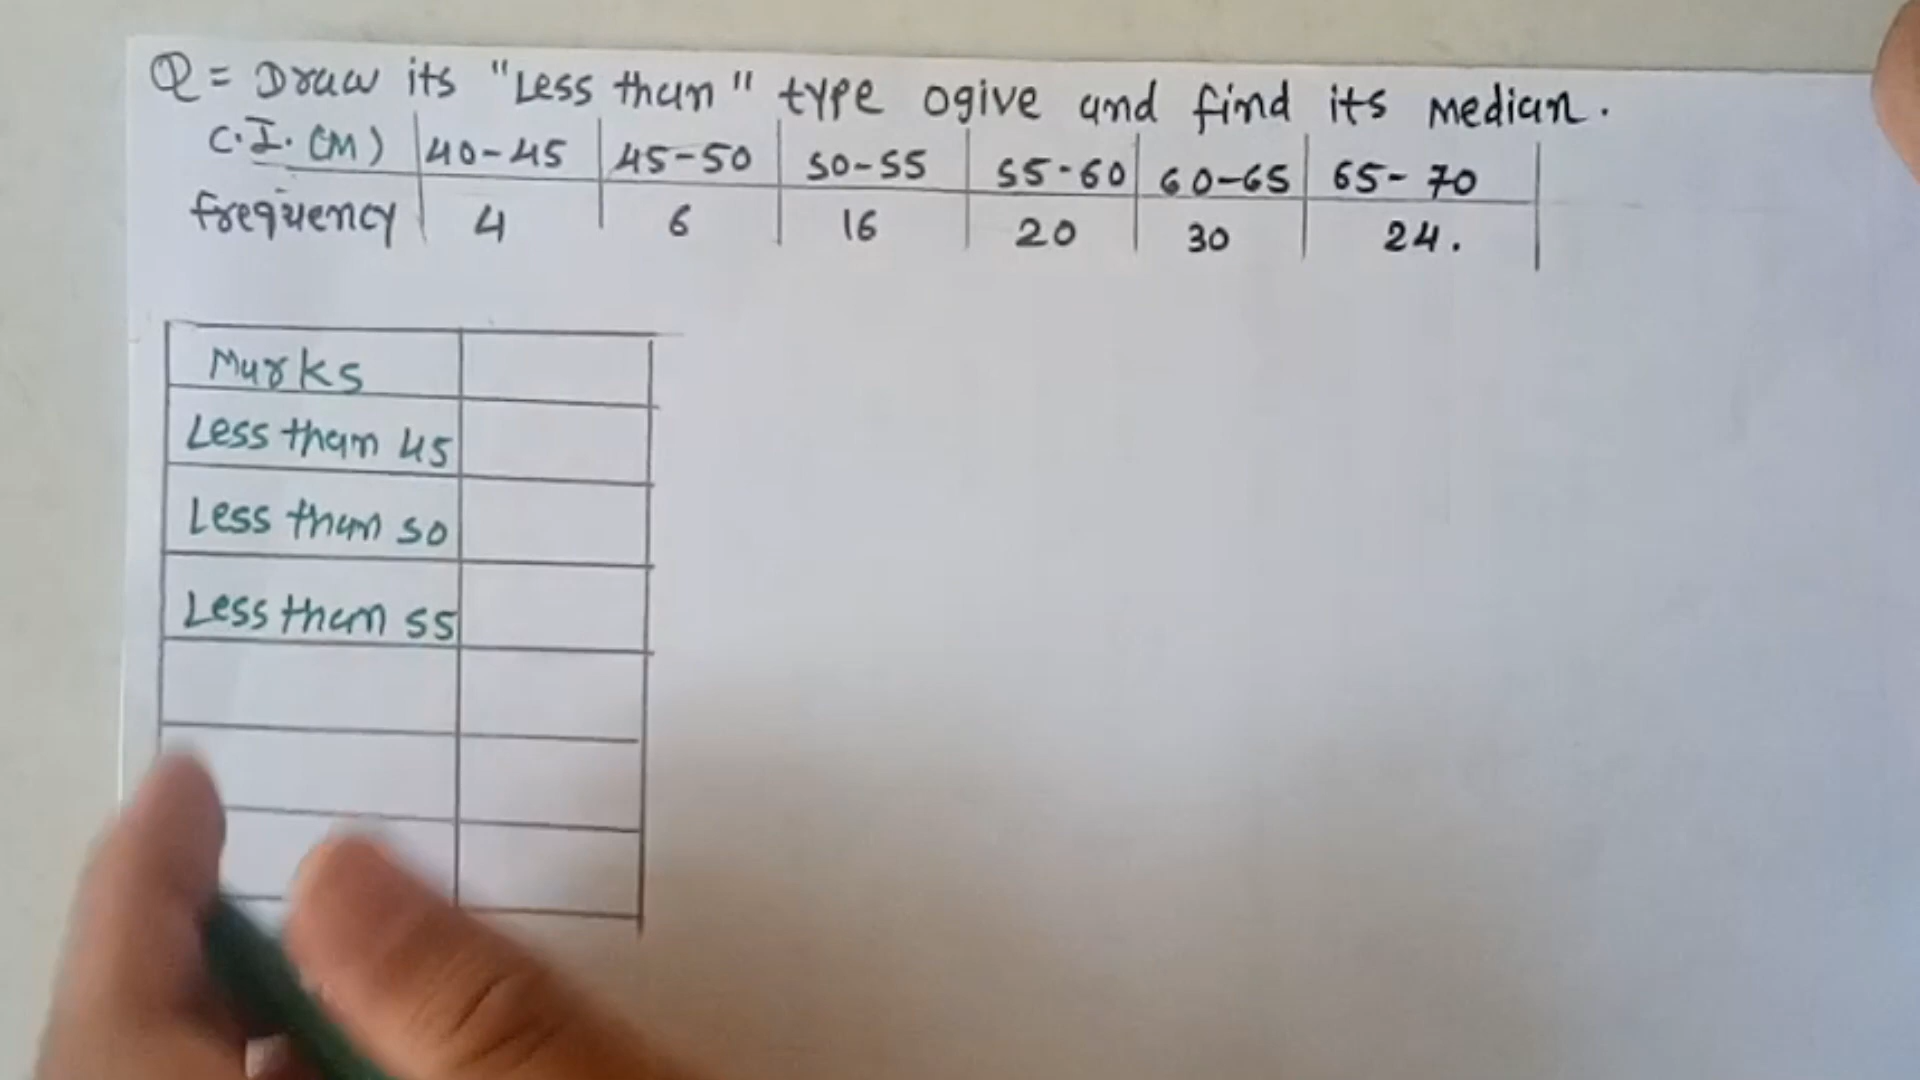 Q = Draw its "Less than" type ogive and find its median.
C.I. (M) 40-45 45-50 50-55 55-60 60-65 65-70
frequency 4 6 16 20 30 24.
Marks
Less than 45
Less than 50
Less than 55